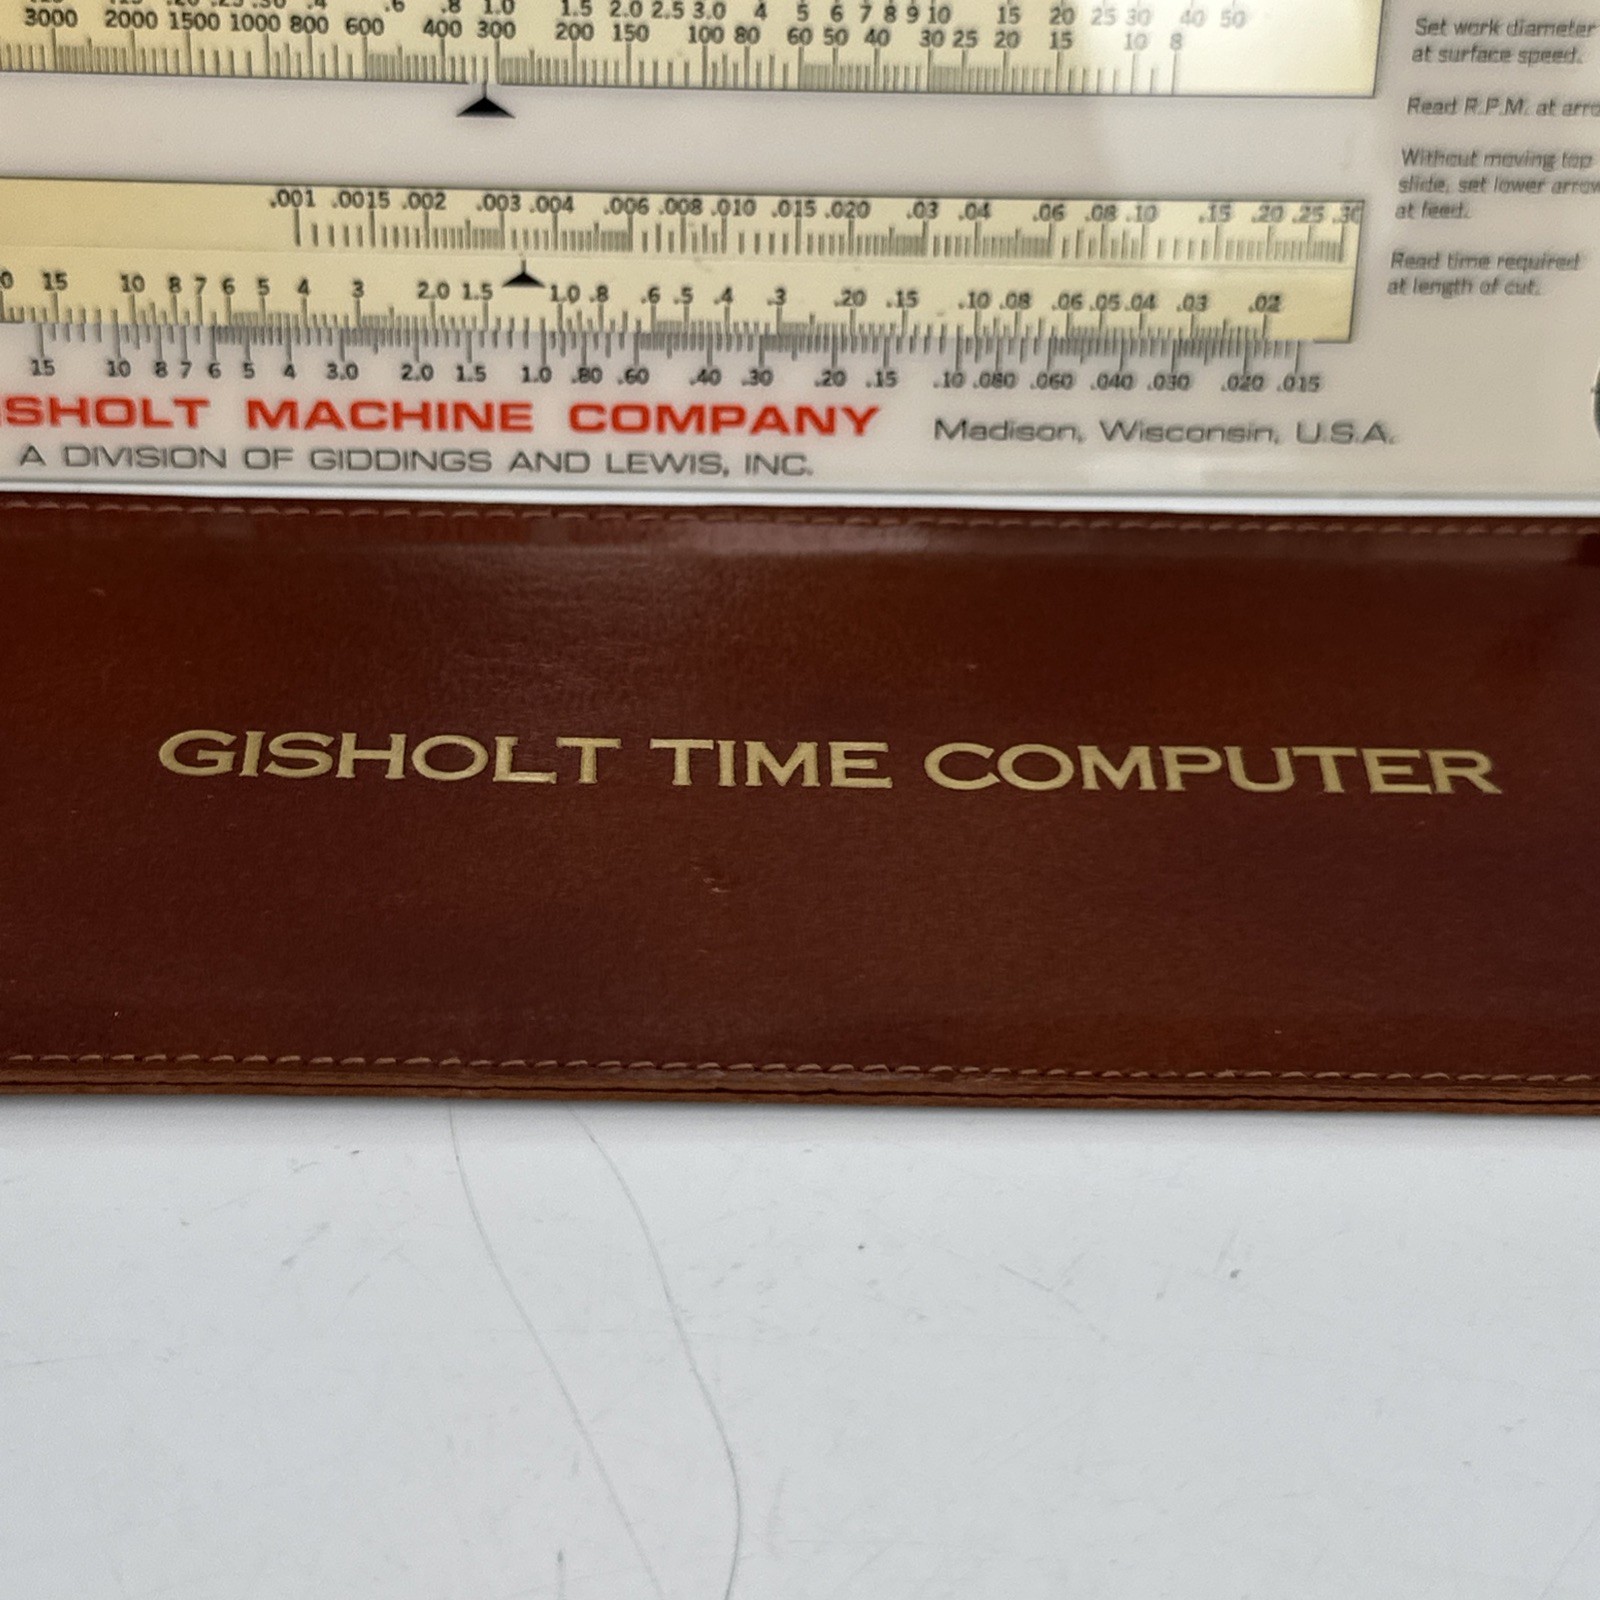 1.0 1.5 2.0 2.5 3.0 4 5 6 7 8 9 10 15 20 25 30 40 50
3000 2000 1500 1000 800 600 400 300 200 150 100 80 60 50 40 30 25 20 15 10 8
Set work diameter
at surface speed.
Read R.P.M. at
Without moving top
slide, set lower
at feed.
Read time required
at length of cut.
.001 .0015 .002 .003 .004 .006 .008 .010 .015 .020 .03 .04 .06 .08 .10 .15 .20 .25 .30
15 10 8 7 6 5 4 3 2.0 1.5 1.0 .8 .6 .5 .4 .3 .20 .15 .10 .08 .06 .05 .04 .03 .02
15 10 8 7 6 5 4 3.0 2.0 1.5 1.0 .80 .60 .40 .30 .20 .15 .10 .080 .060 .040 .030 .020 .015
ISHOLT MACHINE COMPANY Madison, Wisconsin, U.S.A.
A DIVISION OF GIDDINGS AND LEWIS, INC.
GISHOLT TIME COMPUTER